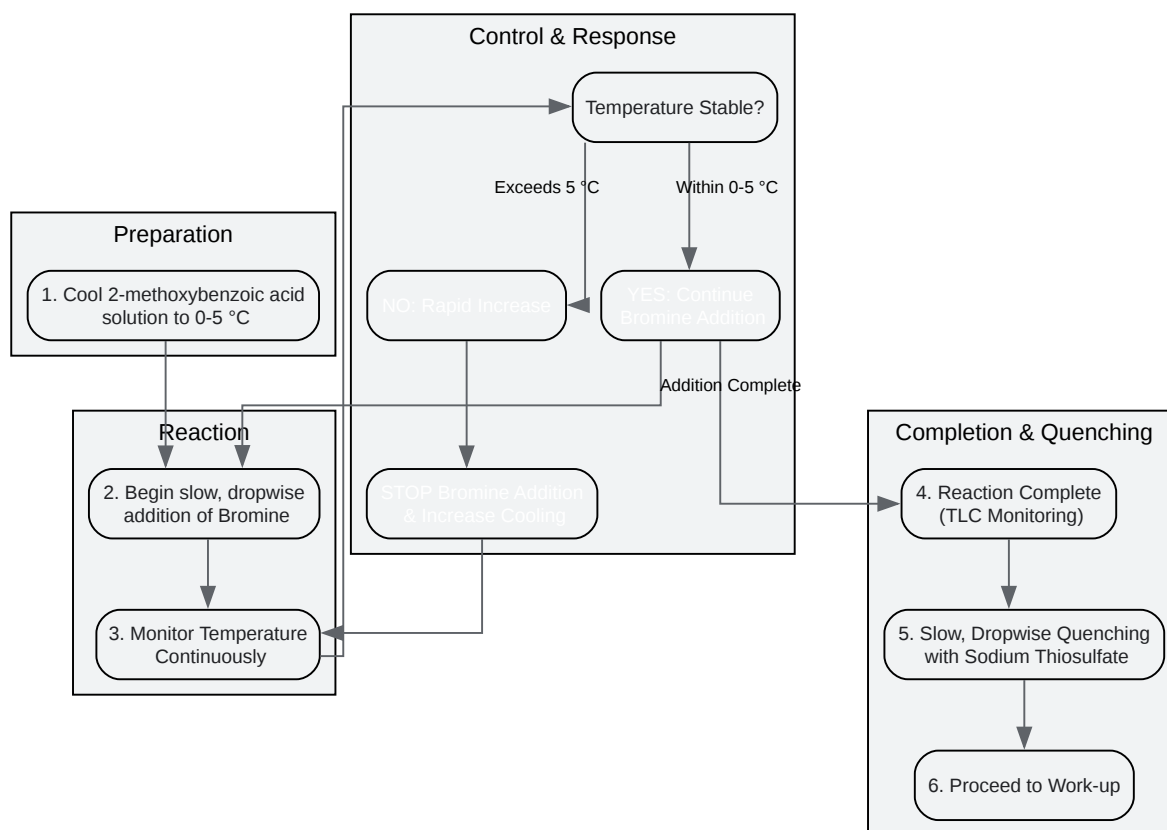 Control & Response
Temperature Stable?
Exceeds 5 °C
Within 0-5 °C
Preparation
1. Cool 2-methoxybenzoic acid
solution to 0-5 °C
NO: Rapid Increase
YES: Continue
Bromine Addition
Addition Complete
Reaction
2. Begin slow, dropwise
addition of Bromine
STOP Bromine Addition
& Increase Cooling
3. Monitor Temperature
Continuously
Completion & Quenching
4. Reaction Complete
(TLC Monitoring)
5. Slow, Dropwise Quenching
with Sodium Thiosulfate
6. Proceed to Work-up